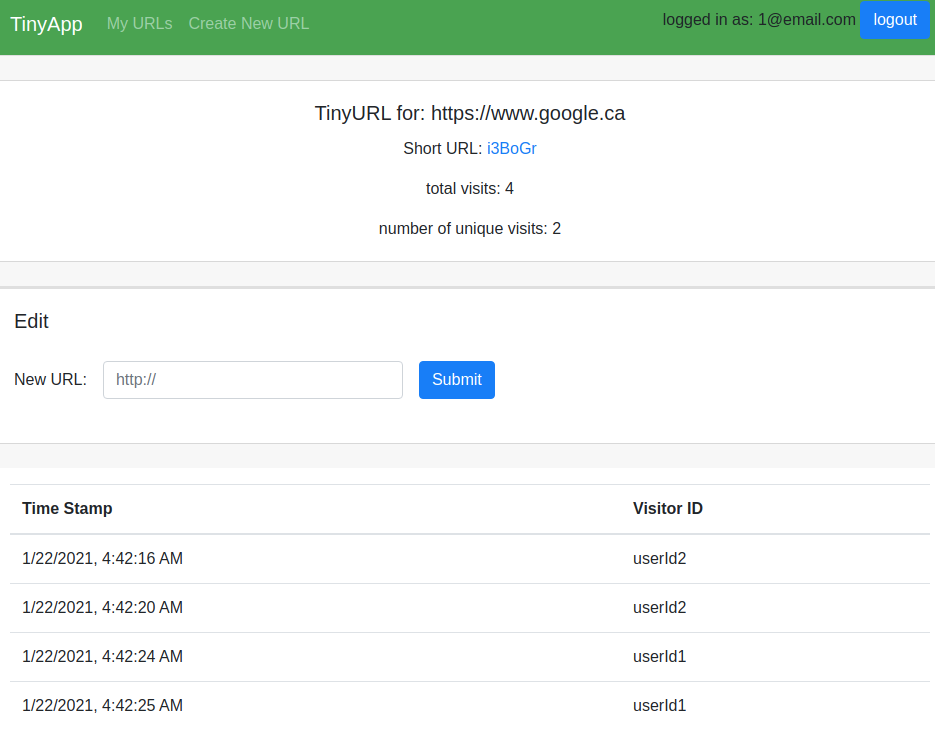 TinyApp My URLs Create New URL logged in as: 1@email.com logout
TinyURL for: https://www.google.ca
Short URL: i3BoGr
total visits: 4
number of unique visits: 2
Edit
New URL: http:// Submit
Time Stamp Visitor ID
1/22/2021, 4:42:16 AM userId2
1/22/2021, 4:42:20 AM userId2
1/22/2021, 4:42:24 AM userId1
1/22/2021, 4:42:25 AM userId1